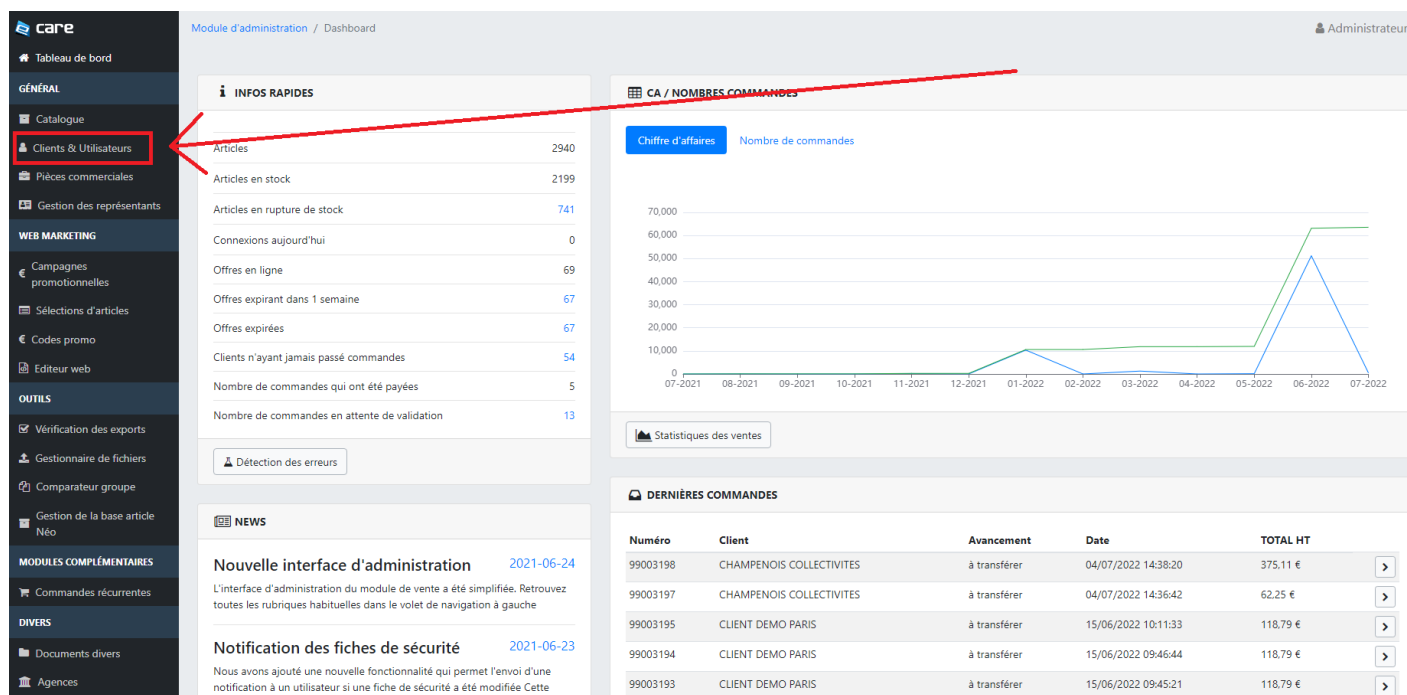 care
Tableau de bord
GÉNÉRAL
Catalogue
Clients & Utilisateurs
Pièces commerciales
Gestion des représentants
WEB MARKETING
Campagnes
promotionnelles
Sélections d'articles
Codes promo
Editeur web
OUTILS
Vérification des exports
Gestionnaire de fichiers
Comparateur groupe
Gestion de la base article
Néo
MODULES COMPLÉMENTAIRES
Commandes récurrentes
DIVERS
Documents divers
Agences
Module d'administration / Dashboard
Administrateur
INFOS RAPIDES
Articles 2940
Articles en stock 2199
Articles en rupture de stock 741
Connexions aujourd'hui 0
Offres en ligne 69
Offres expirant dans 1 semaine 67
Offres expirées 67
Clients n'ayant jamais passé commandes 54
Nombre de commandes qui ont été payées 5
Nombre de commandes en attente de validation 13
Détection des erreurs
NEWS
Nouvelle interface d'administration 2021-06-24
L'interface d'administration du module de vente a été simplifiée. Retrouvez
toutes les rubriques habituelles dans le volet de navigation à gauche
Notification des fiches de sécurité 2021-06-23
Nous avons ajouté une nouvelle fonctionnalité qui permet l'envoi d'une
notification à un utilisateur si une fiche de sécurité a été modifiée Cette
CA / NOMBRES COMMANDES
Chiffre d'affaires Nombre de commandes
70,000
60,000
50,000
40,000
30,000
20,000
10,000
0
07-2021 08-2021 09-2021 10-2021 11-2021 12-2021 01-2022 02-2022 03-2022 04-2022 05-2022 06-2022 07-2022
Statistiques des ventes
DERNIÈRES COMMANDES
Numéro Client Avancement Date TOTAL HT
99003198 CHAMPENOIS COLLECTIVITES à transférer 04/07/2022 14:38:20 375,11 €
99003197 CHAMPENOIS COLLECTIVITES à transférer 04/07/2022 14:36:42 62,25 €
99003195 CLIENT DEMO PARIS à transférer 15/06/2022 10:11:33 118,79 €
99003194 CLIENT DEMO PARIS à transférer 15/06/2022 09:46:44 118,79 €
99003193 CLIENT DEMO PARIS à transférer 15/06/2022 09:45:21 118,79 €